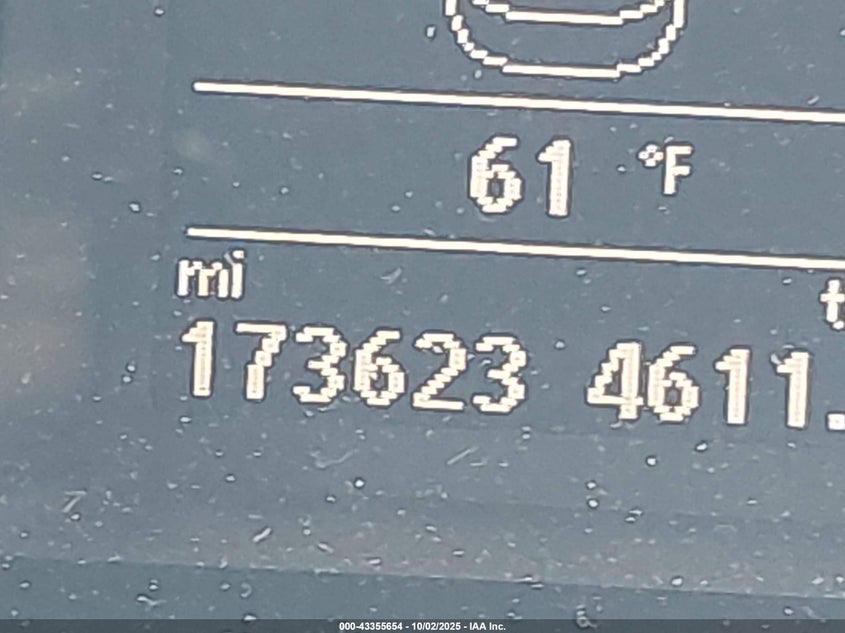 61 °F
mi t
173623 4611.
000-43355654 - 10/02/2025 - IAA Inc.